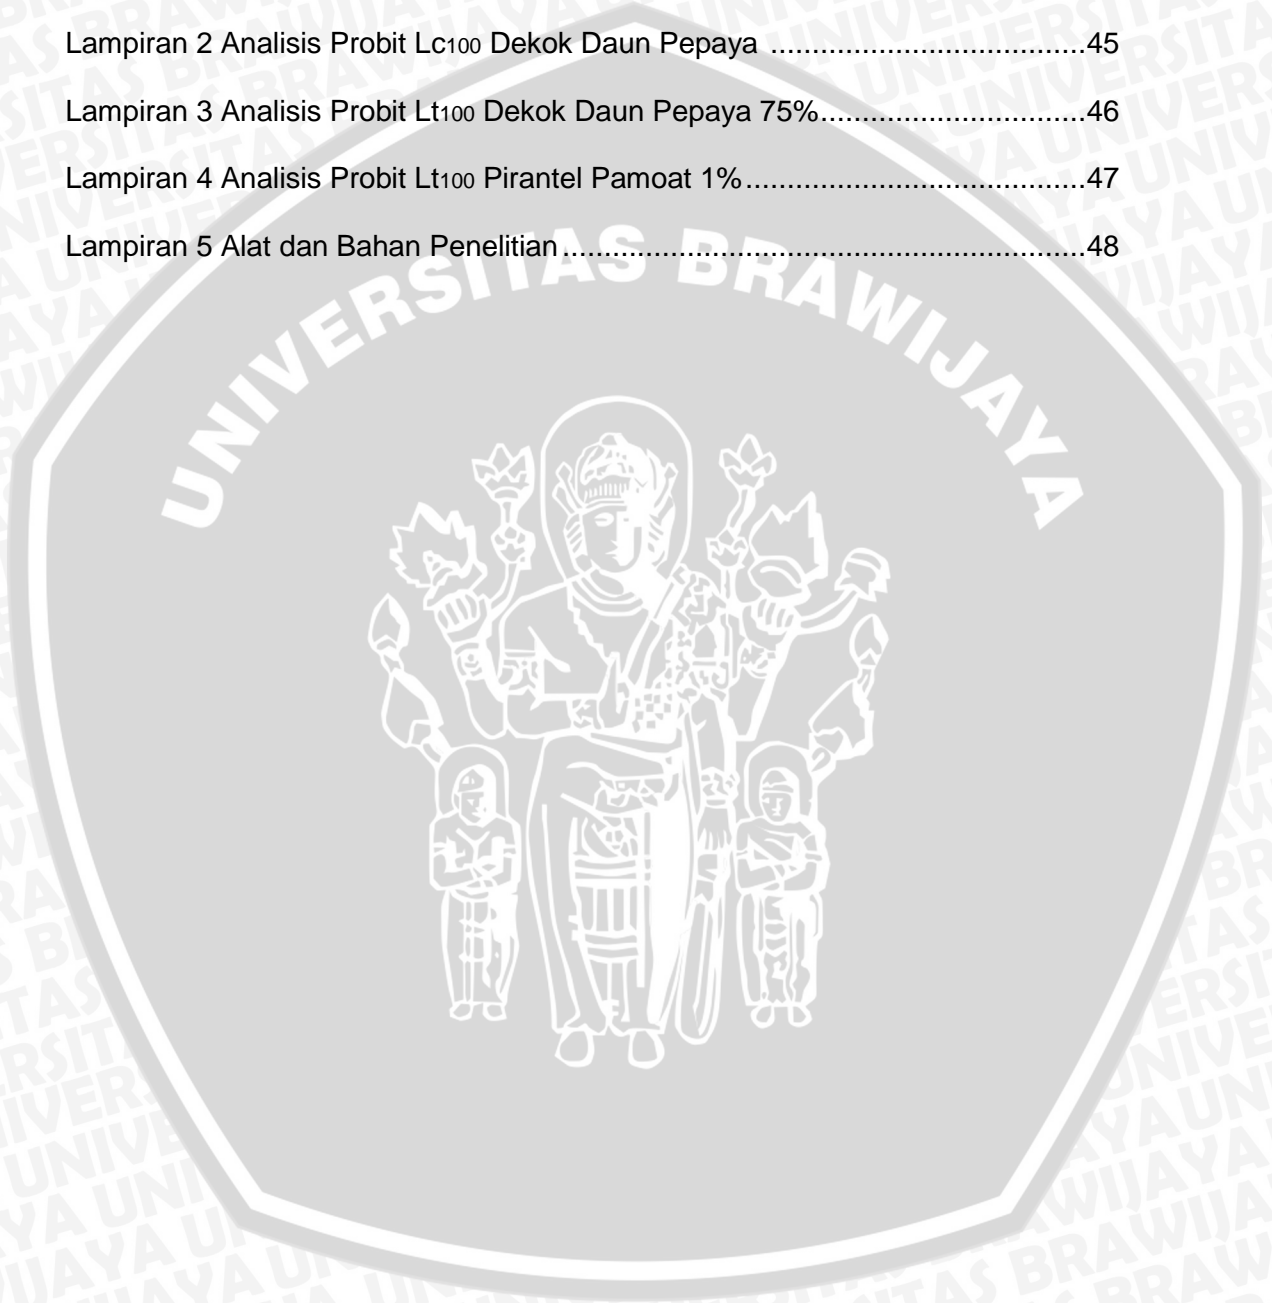 Lampiran 2 Analisis Probit Lc100 Dekok Daun Pepaya ......................................45
Lampiran 3 Analisis Probit Lt100 Dekok Daun Pepaya 75%................................46
Lampiran 4 Analisis Probit Lt100 Pirantel Pamoat 1%.........................................47
Lampiran 5 Alat dan Bahan Penelitian...............................................................48
UNIVERSITAS BRAWIJAYA